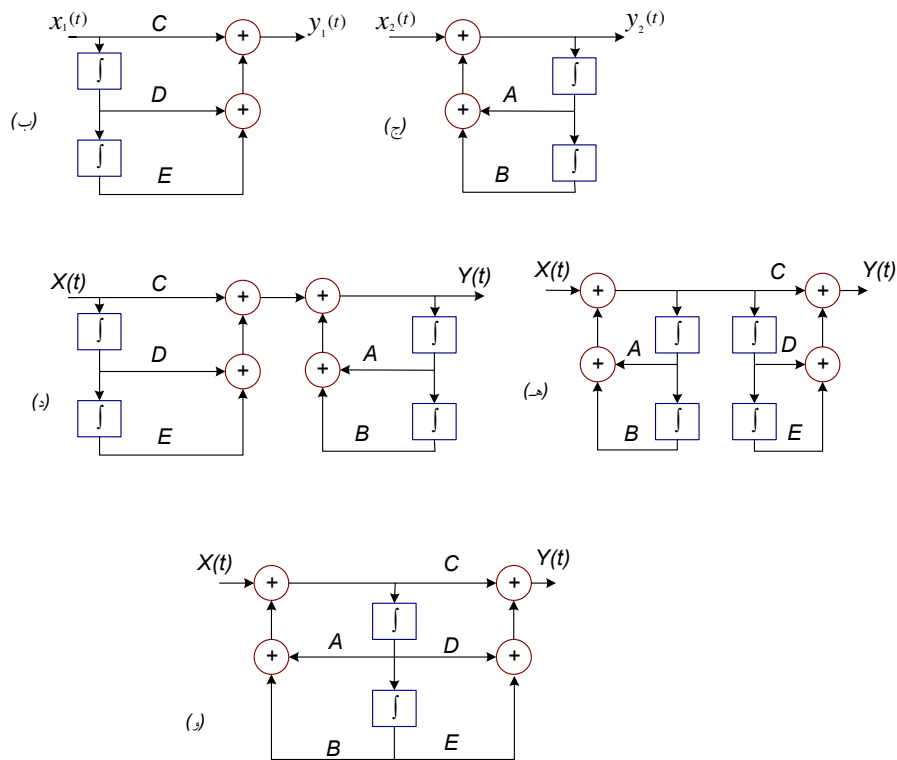 x₁(t) C + y₁(t)
∫
D +
∫
E
(ب)
x₂(t) + y₂(t)
∫
+ A
∫
B
(ج)
X(t) C + + Y(t)
∫ ∫
D + + A
∫ ∫
E B
(د)
X(t) + C + Y(t)
∫ ∫
+ A D +
∫ ∫
B E
(هـ)
X(t) + C + Y(t)
∫
+ A D +
∫
B E
(و)